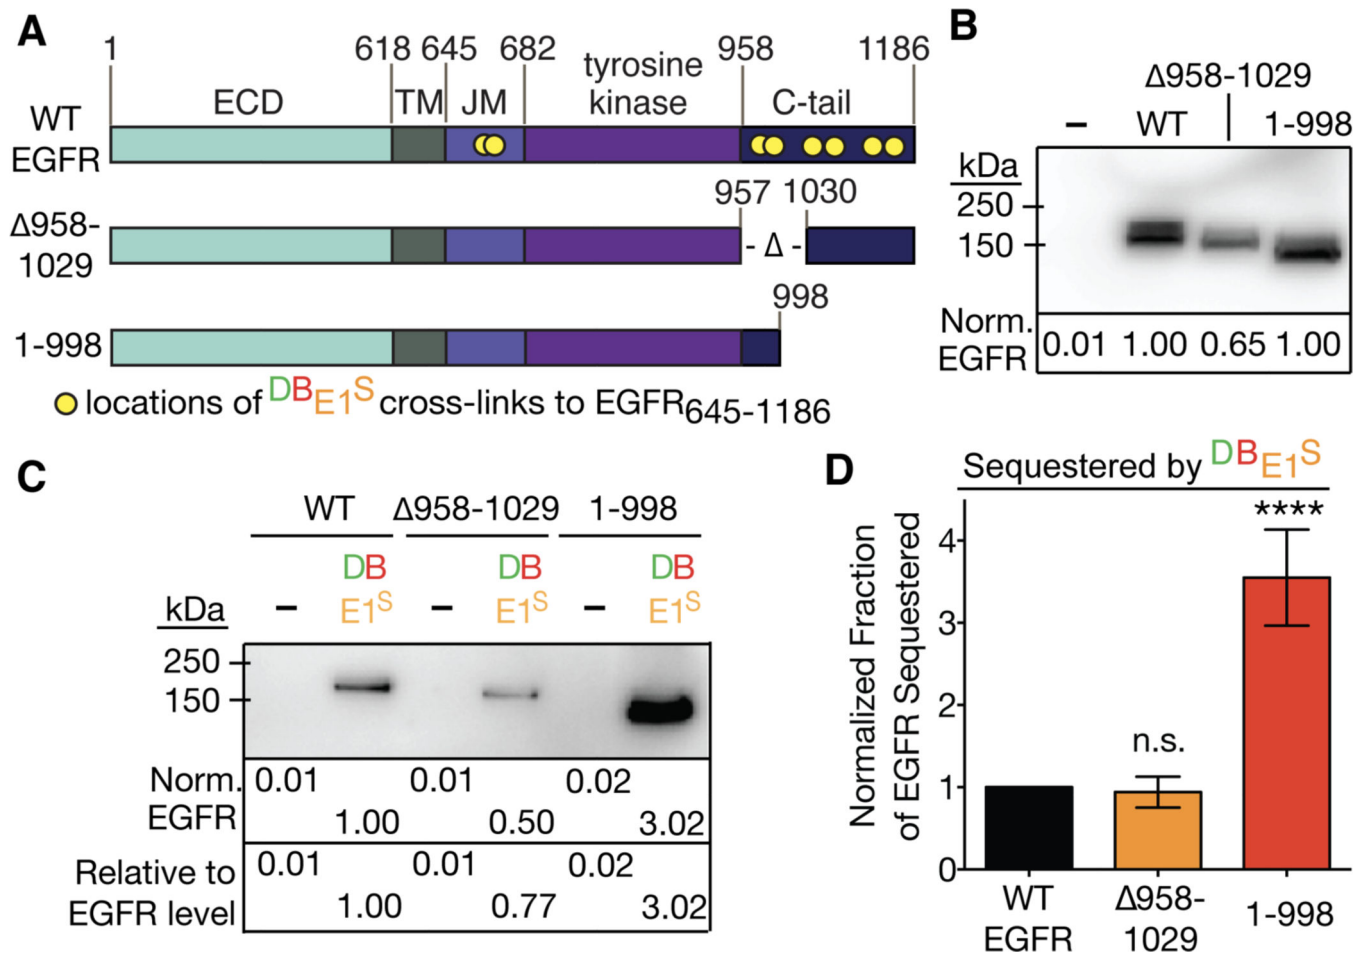 A
1 618 645 682 958 1186
ECD TM JM tyrosine kinase C-tail
WT
EGFR
957 1030
Δ958-
1029
- Δ -
998
1-998
locations of DBE1S cross-links to EGFR645-1186
B
Δ958-1029
– WT 1-998
kDa
250
150
Norm.
EGFR
0.01 1.00 0.65 1.00
C
WT Δ958-1029 1-998
DB DB DB
kDa – E1S – E1S – E1S
250
150
Norm.
EGFR
0.01 0.01 0.02
1.00 0.50 3.02
Relative to
EGFR level
0.01 0.01 0.02
1.00 0.77 3.02
D
Sequestered by DBE1S
****
n.s.
Normalized Fraction
of EGFR Sequestered
4
3
2
1
0
WT
EGFR
Δ958-
1029
1-998